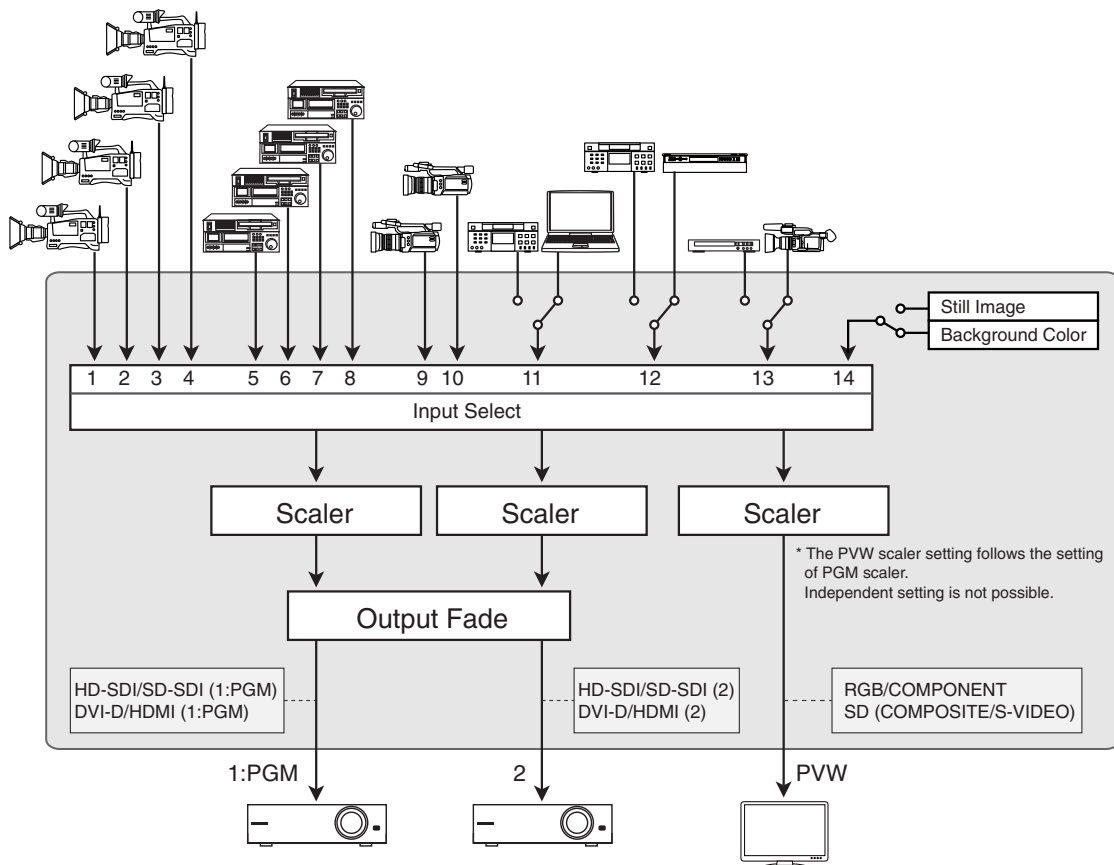 Still Image
Background Color
1 2 3 4 5 6 7 8 9 10 11 12 13 14
Input Select
Scaler Scaler Scaler
* The PVW scaler setting follows the setting
of PGM scaler.
Independent setting is not possible.
Output Fade
HD-SDI/SD-SDI (1:PGM)
DVI-D/HDMI (1:PGM)
HD-SDI/SD-SDI (2)
DVI-D/HDMI (2)
RGB/COMPONENT
SD (COMPOSITE/S-VIDEO)
1:PGM 2 PVW